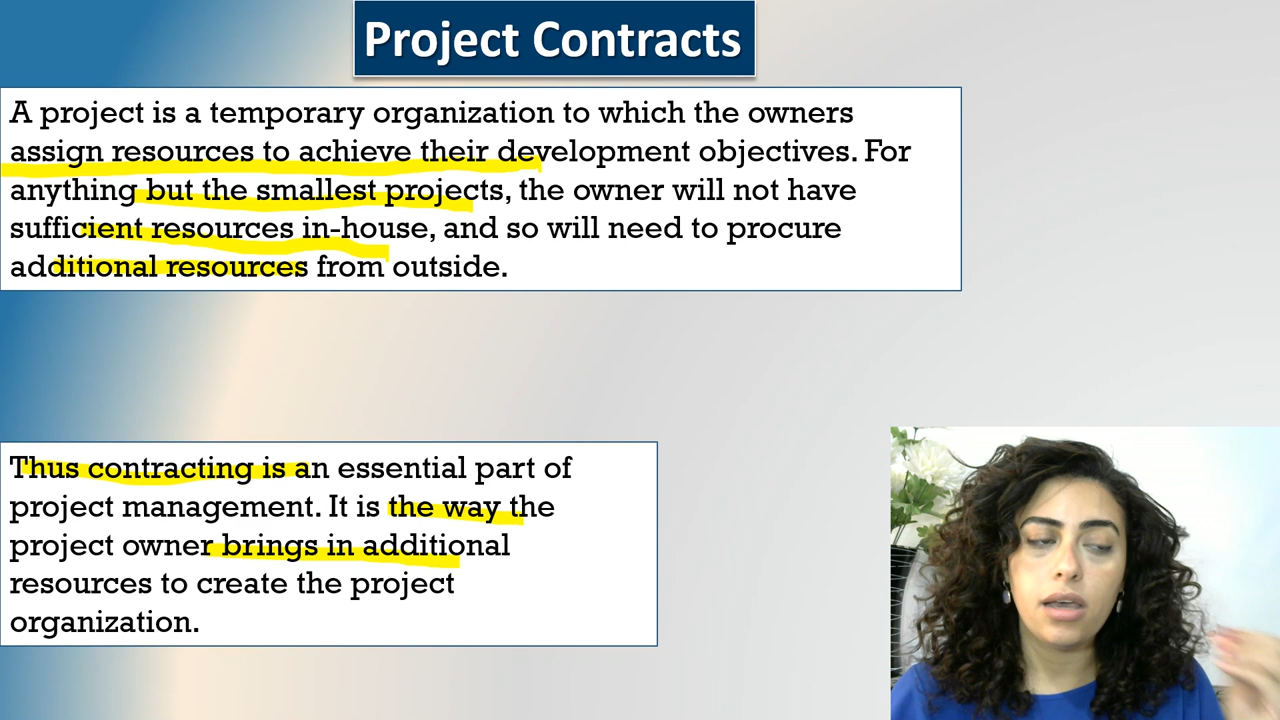 Project Contracts
A project is a temporary organization to which the owners
assign resources to achieve their development objectives. For
anything but the smallest projects, the owner will not have
sufficient resources in-house, and so will need to procure
additional resources from outside.
Thus contracting is an essential part of
project management. It is the way the
project owner brings in additional
resources to create the project
organization.